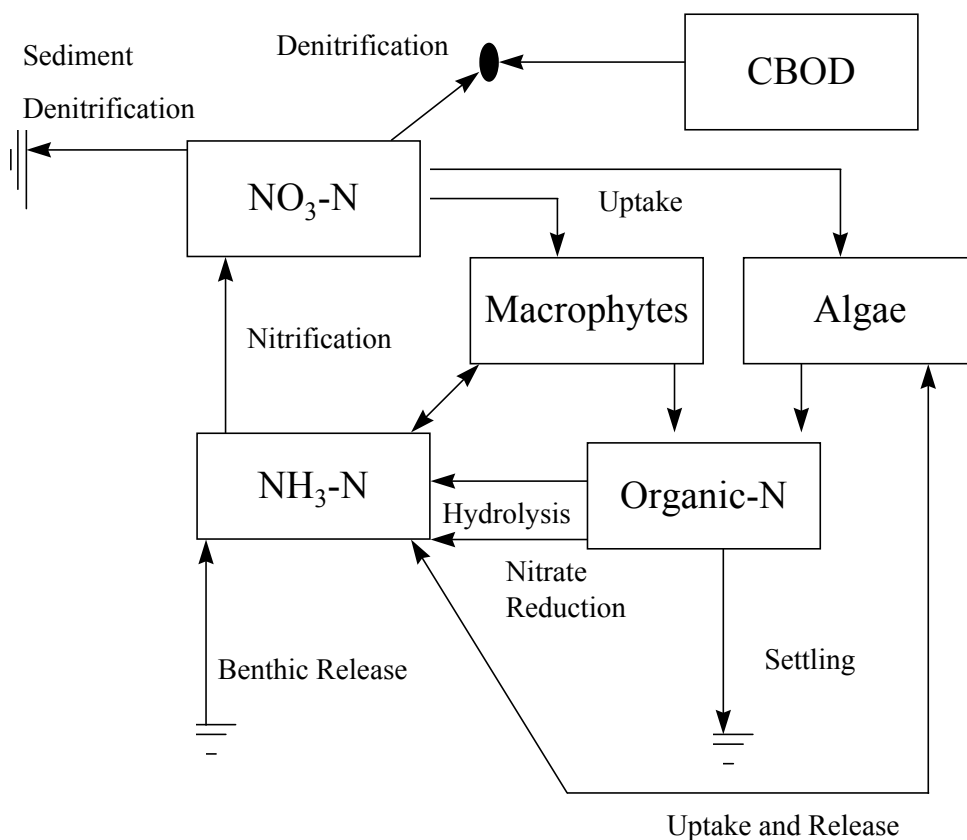 Sediment
Denitrification
Denitrification
CBOD
NO₃-N
Uptake
Macrophytes
Algae
Nitrification
NH₃-N
Organic-N
Hydrolysis
Nitrate
Reduction
Benthic Release
Settling
Uptake and Release